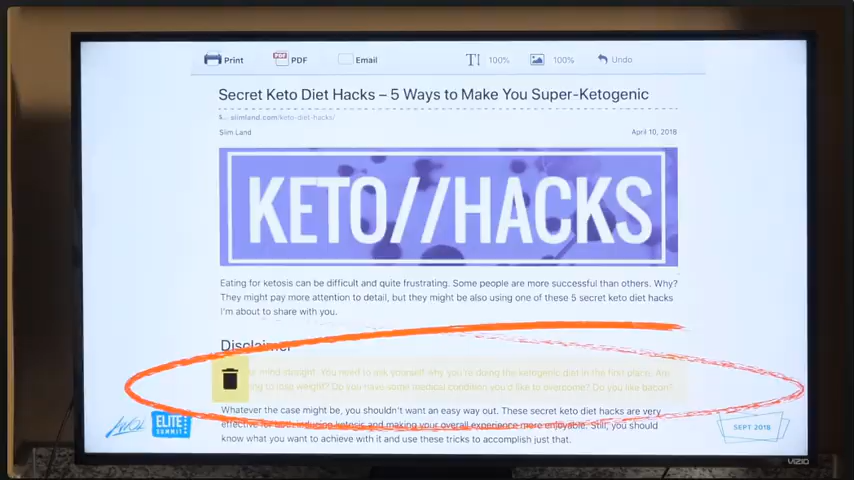 Print PDF PDF Email 100% 100% Undo
Secret Keto Diet Hacks – 5 Ways to Make You Super-Ketogenic
siimland.com/keto-diet-hacks/
Siim Land April 10, 2018
KETO//HACKS
Eating for ketosis can be difficult and quite frustrating. Some people are more successful than others. Why?
They might pay more attention to detail, but they might be also using one of these 5 secret keto diet hacks
I'm about to share with you.
Disclaimer
mind straight. You need to ask yourself why you're doing the ketogenic diet in the first place. Are
to lose weight? Do you have some medical condition you'd like to overcome? Do you like bacon?
Whatever the case might be, you shouldn't want an easy way out. These secret keto diet hacks are very
effective for both inducing ketosis and making your overall experience more enjoyable. Still, you should
know what you want to achieve with it and use these tricks to accomplish just that.
ELITE
SUMMIT
SEPT 2018
VIZIO